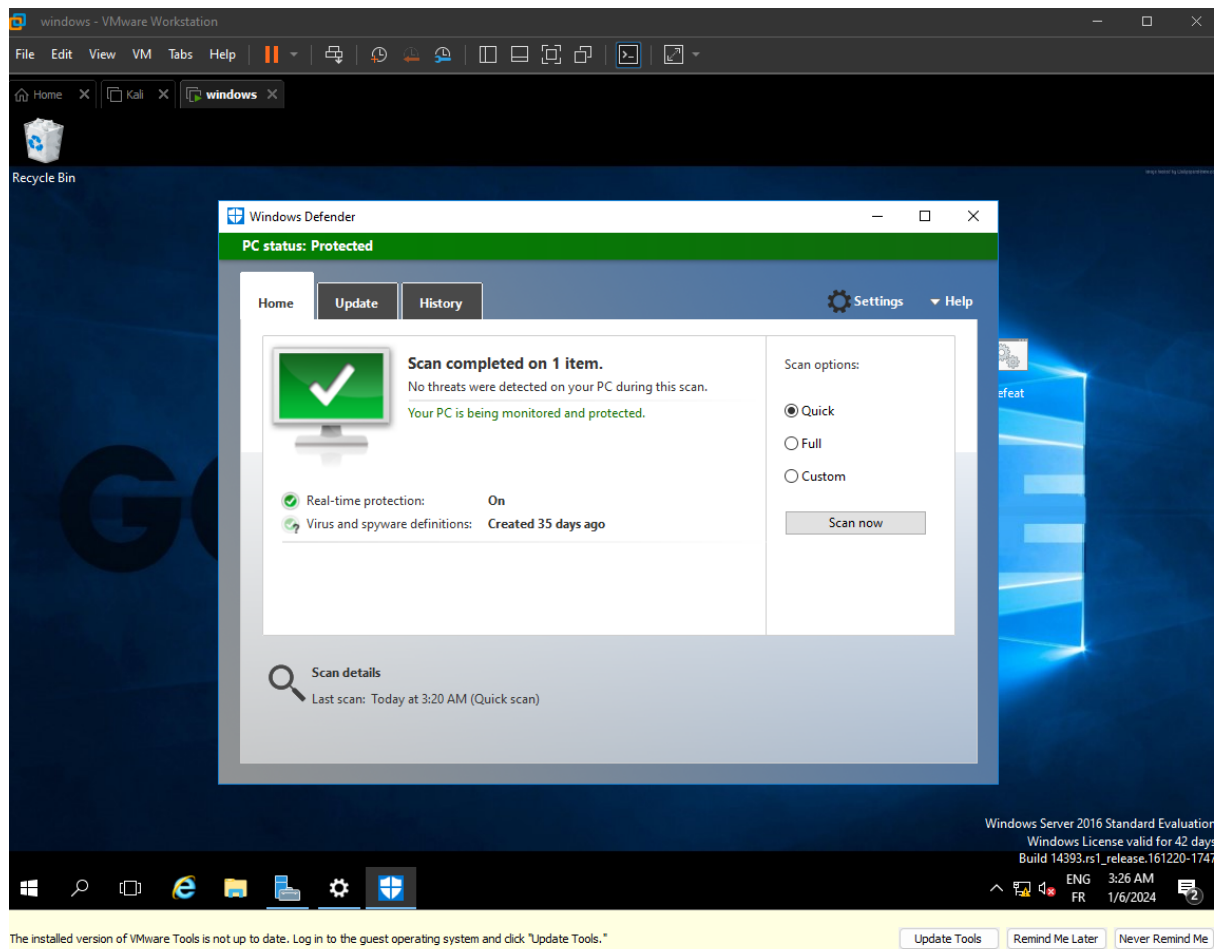 windows - VMware Workstation
File Edit View VM Tabs Help
Home Kali windows
Recycle Bin
Windows Defender
PC status: Protected
Home Update History Settings Help
Scan completed on 1 item.
No threats were detected on your PC during this scan.
Your PC is being monitored and protected.
Scan options:
Quick
Full
Custom
Scan now
Real-time protection: On
Virus and spyware definitions: Created 35 days ago
efeat
Scan details
Last scan: Today at 3:20 AM (Quick scan)
Windows Server 2016 Standard Evaluation
Windows License valid for 42 days
Build 14393.rs1_release.161220-1747
ENG 3:26 AM
FR 1/6/2024
2
The installed version of VMware Tools is not up to date. Log in to the guest operating system and click "Update Tools."
Update Tools Remind Me Later Never Remind Me